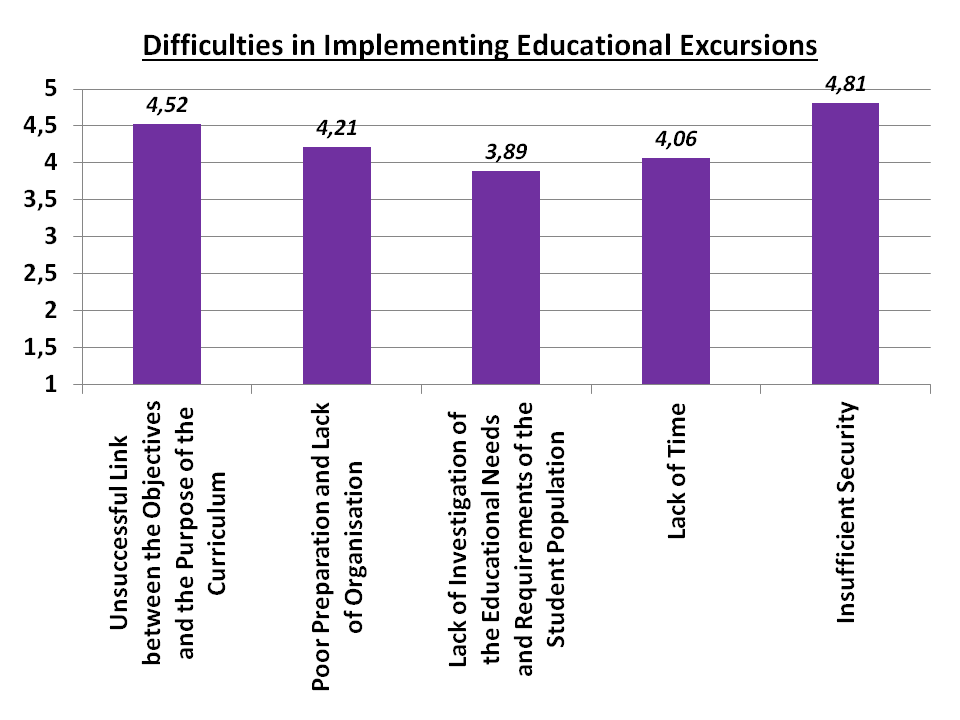 Difficulties in Implementing Educational Excursions
5
4,5
4
3,5
3
2,5
2
1,5
1
4,52
4,21
3,89
4,06
4,81
Unsuccessful Link
between the Objectives
and the Purpose of the
Curriculum
Poor Preparation and Lack
of Organisation
Lack of Investigation of
the Educational Needs
and Requirements of the
Student Population
Lack of Time
Insufficient Security